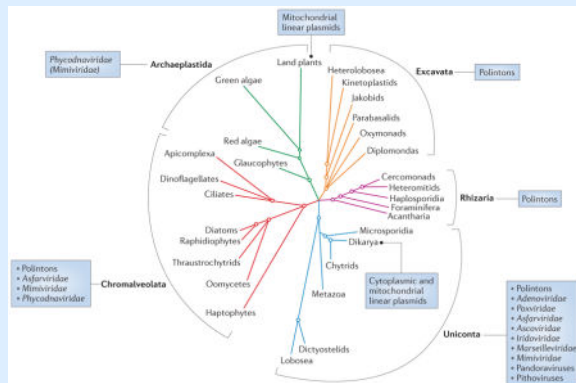 Mitochondrial
linear plasmids
Phycodnaviridae
(Mimiviridae)
Archaeplastida
Land plants
Green algae
Heterolobosea
Kinetoplastids
Jakobids
Parabasalids
Oxymonads
Diplomondas
Excavata
Polintons
Red algae
Glaucophytes
Apicomplexa
Dinoflagellates
Ciliates
Cercomonads
Heteromitids
Haplosporidia
Foraminifera
Acantharia
Rhizaria
Polintons
Diatoms
Raphidiophytes
Thraustrochytrids
Oomycetes
Haptophytes
Chromalveolata
• Polintons
• Asfarviridae
• Mimiviridae
• Phycodnaviridae
Microsporidia
Dikarya
Chytrids
Cytoplasmic and
mitochondrial
linear plasmids
Metazoa
Dictyostelids
Lobosea
Uniconta
• Polintons
• Adenoviridae
• Poxviridae
• Asfarviridae
• Ascoviridae
• Iridoviridae
• Marseilleviridae
• Mimiviridae
• Pandoraviruses
• Pithoviruses